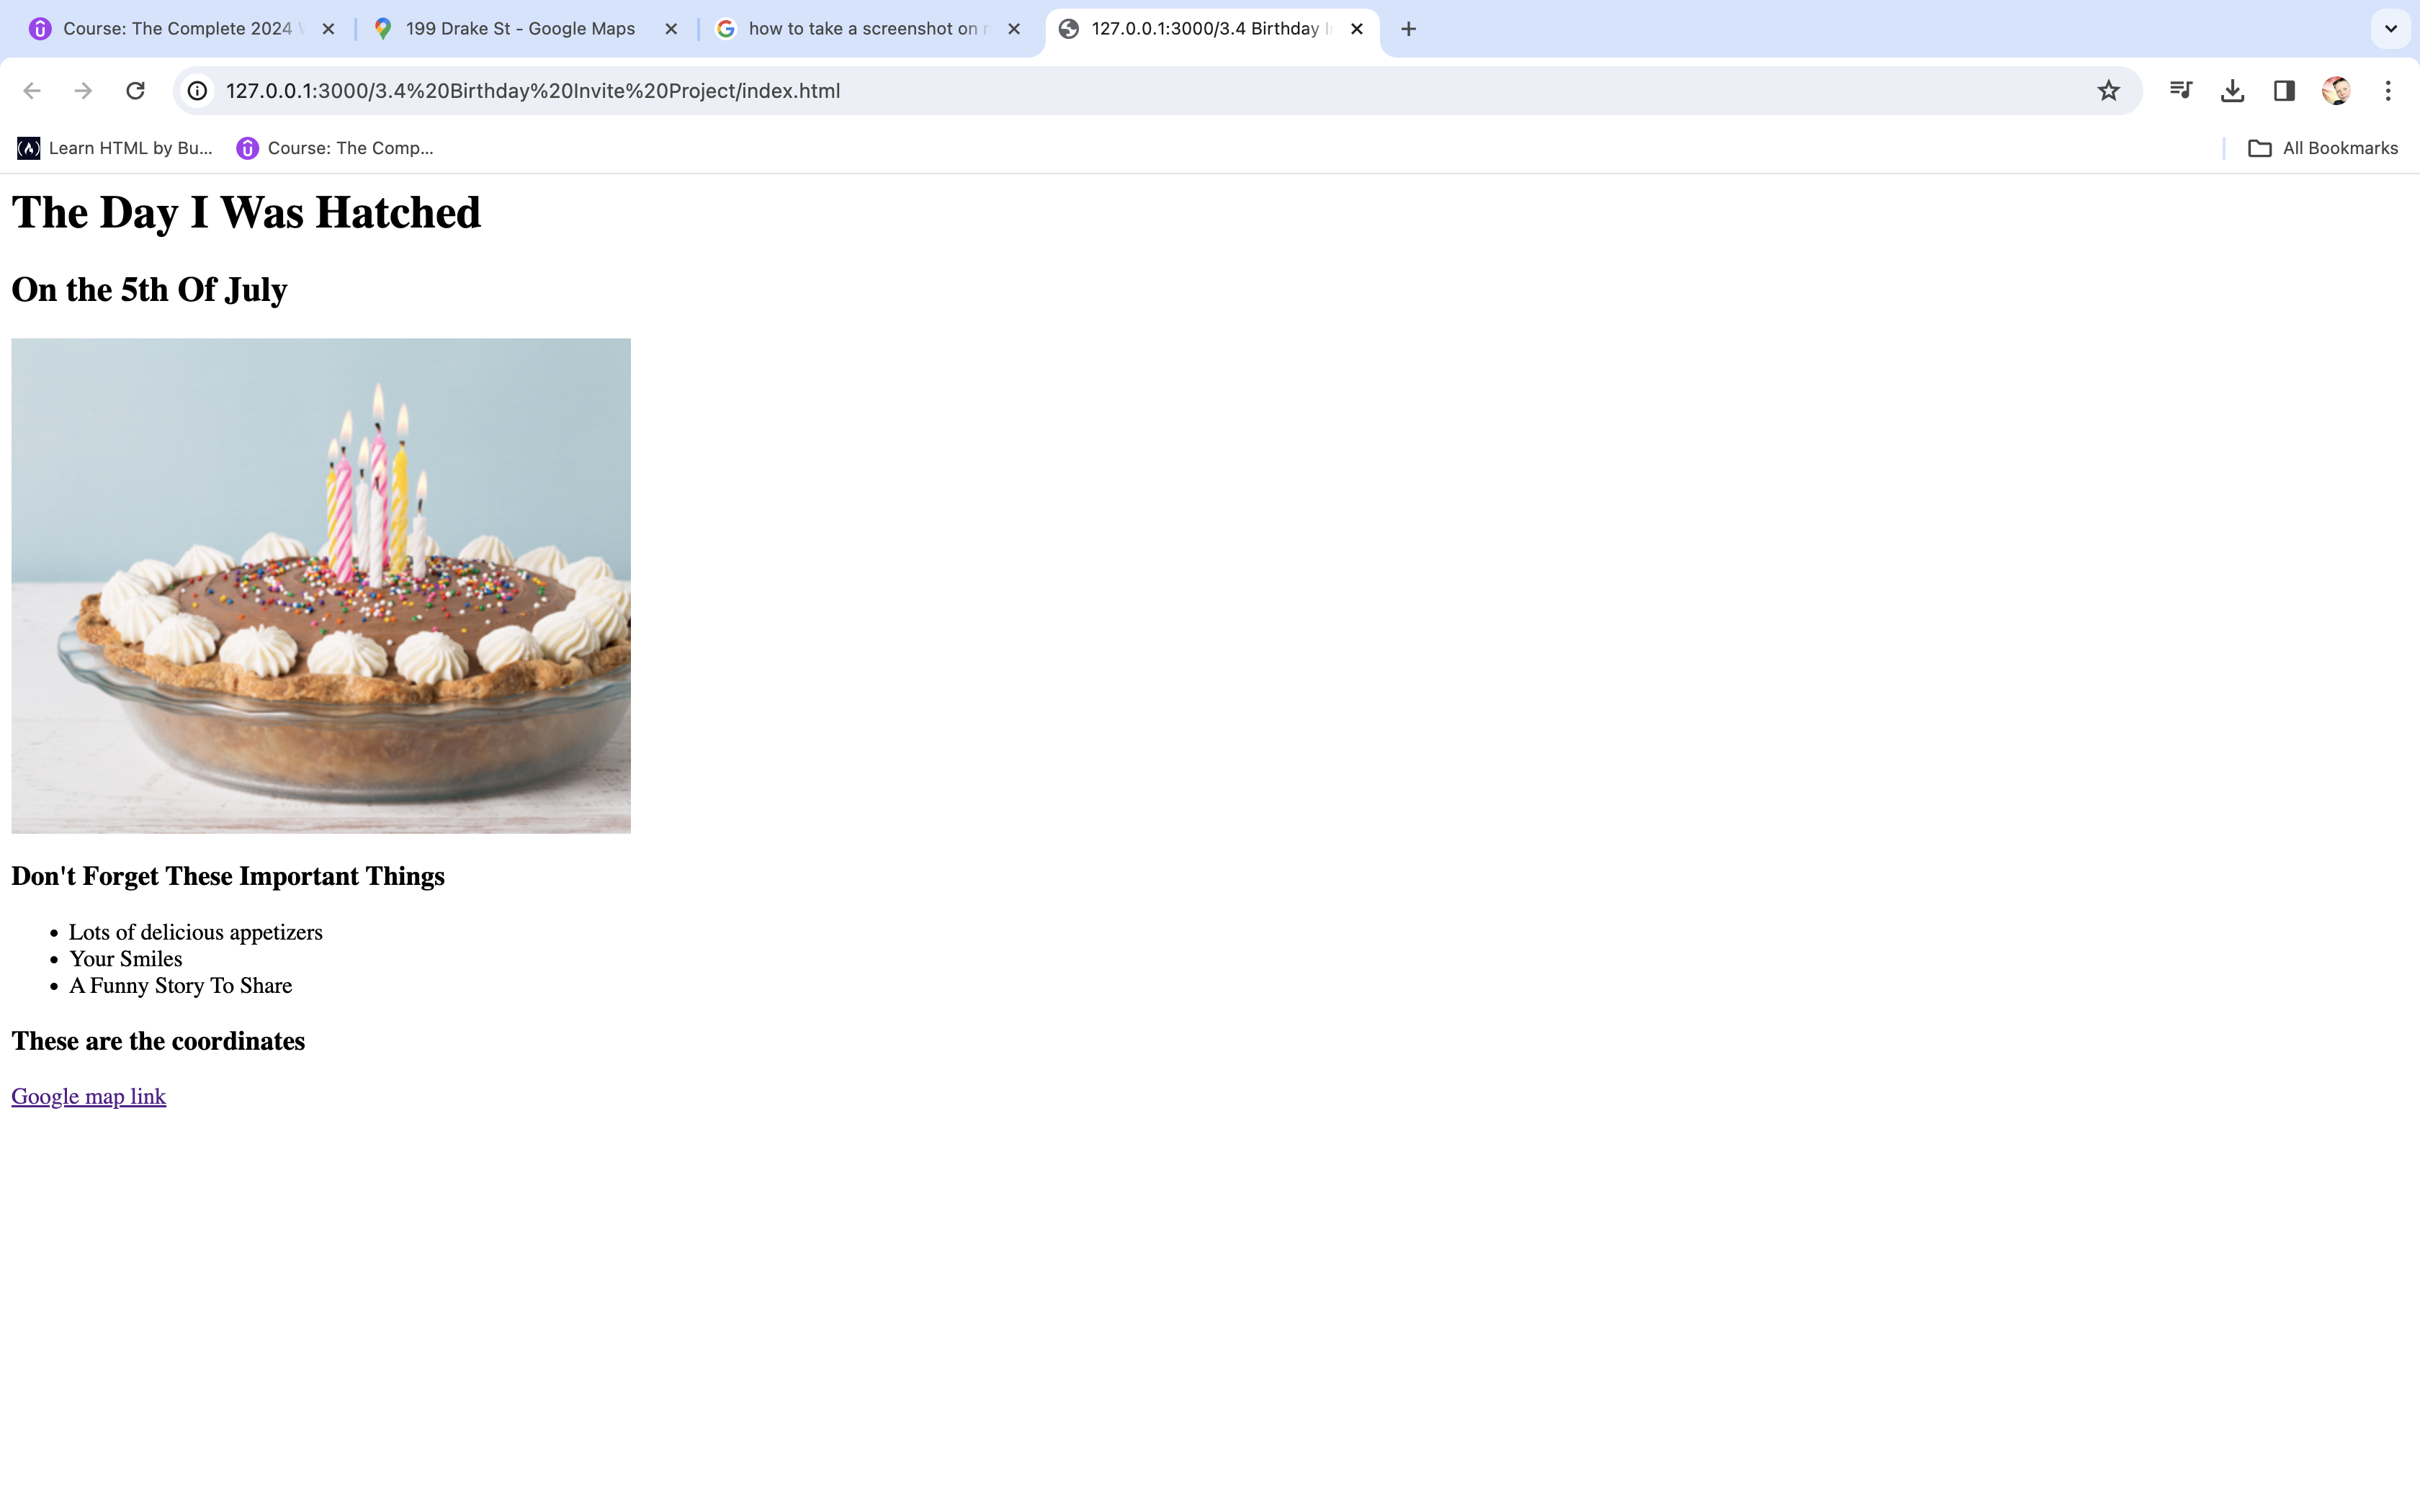 Course: The Complete 2024
199 Drake St - Google Maps
how to take a screenshot on
127.0.0.1:3000/3.4 Birthday
127.0.0.1:3000/3.4%20Birthday%20Invite%20Project/index.html
Learn HTML by Bu...
Course: The Comp...
All Bookmarks
The Day I Was Hatched
On the 5th Of July
Don't Forget These Important Things
• Lots of delicious appetizers
• Your Smiles
• A Funny Story To Share
These are the coordinates
Google map link